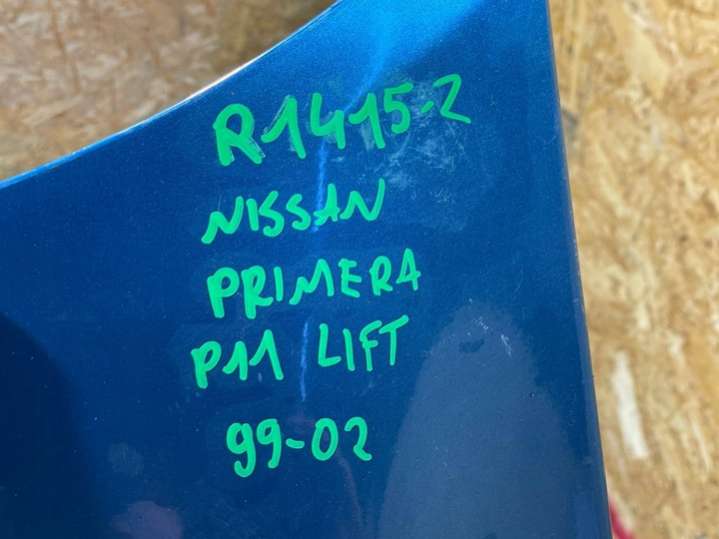 R1415-2
NISSAN
PRIMERA
P11 LIFT
99-02